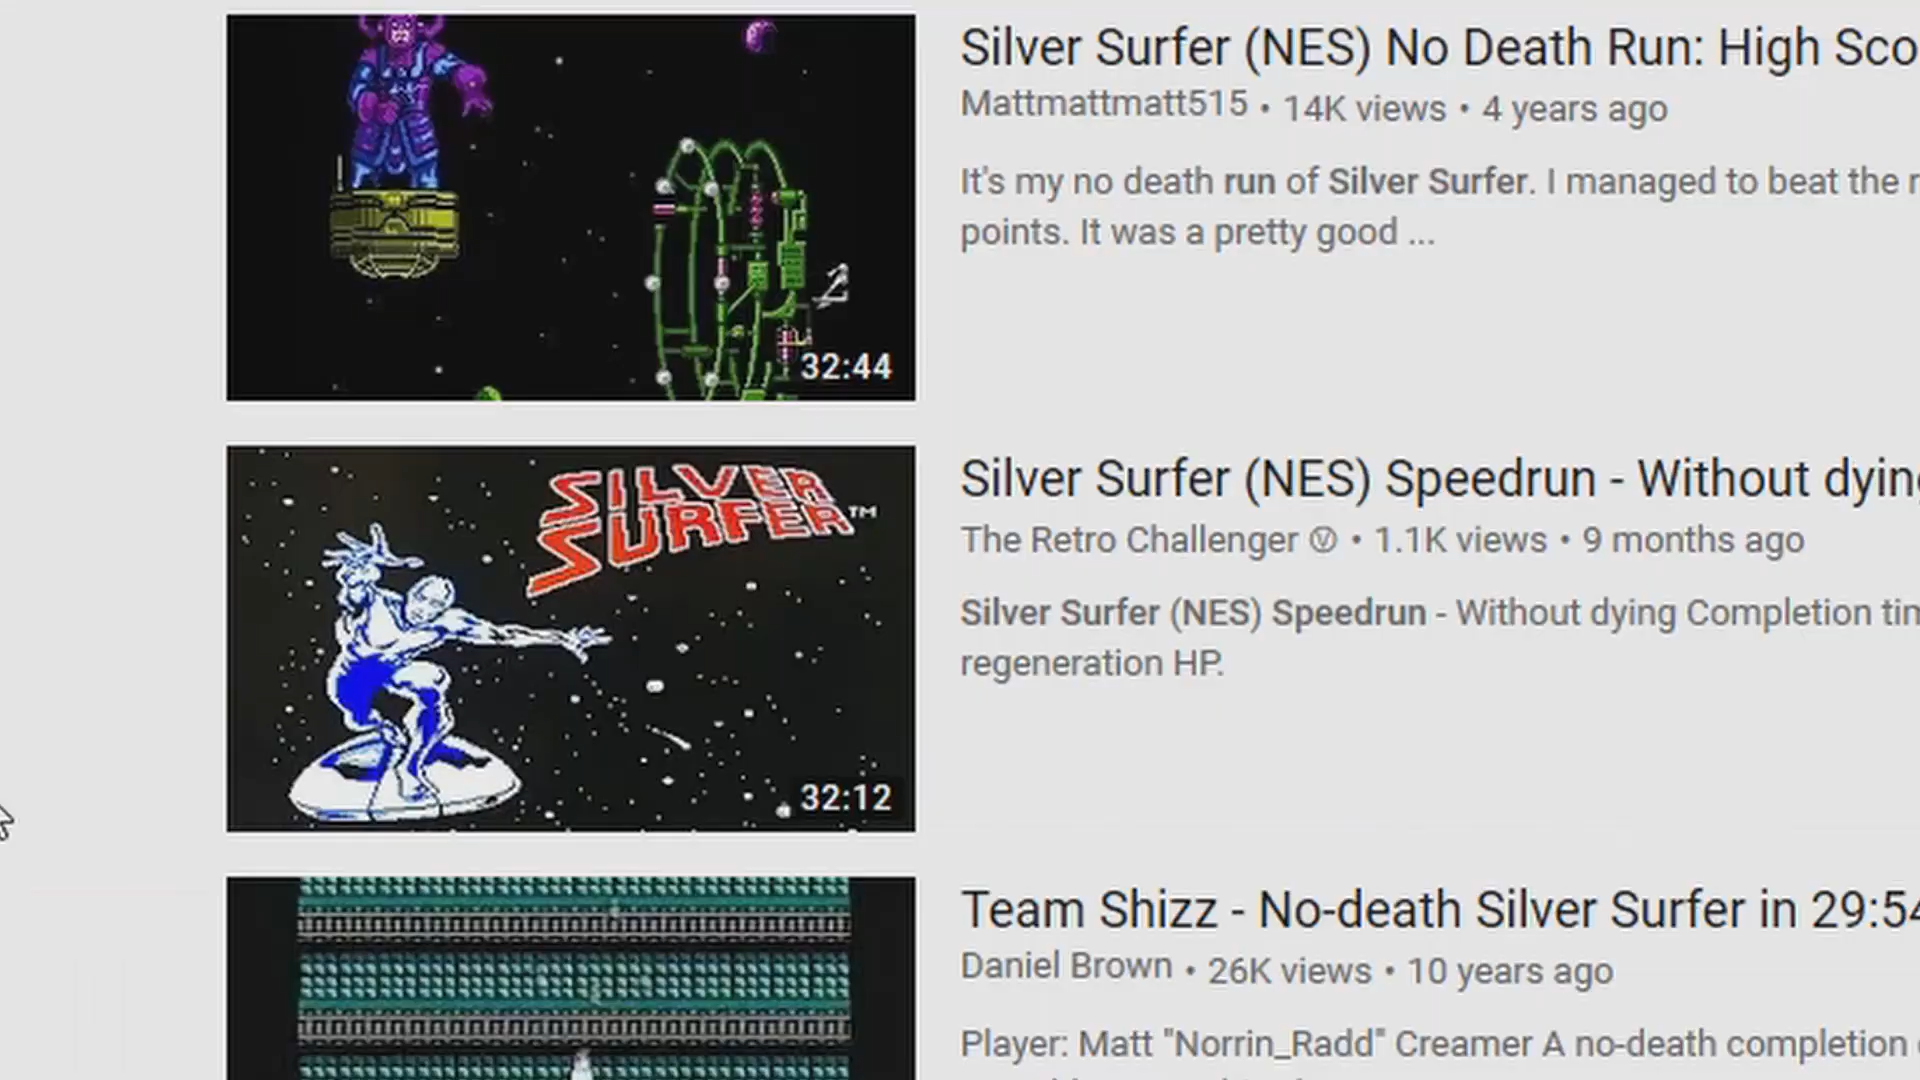 Silver Surfer (NES) No Death Run: High Sco
Mattmattmatt515 • 14K views • 4 years ago
It's my no death run of Silver Surfer. I managed to beat the
points. It was a pretty good ...
32:44
SILVER
SURFER™
32:12
Silver Surfer (NES) Speedrun - Without dying
The Retro Challenger • 1.1K views • 9 months ago
Silver Surfer (NES) Speedrun - Without dying Completion tim
regeneration HP.
Team Shizz - No-death Silver Surfer in 29:54
Daniel Brown • 26K views • 10 years ago
Player: Matt "Norrin_Radd" Creamer A no-death completion